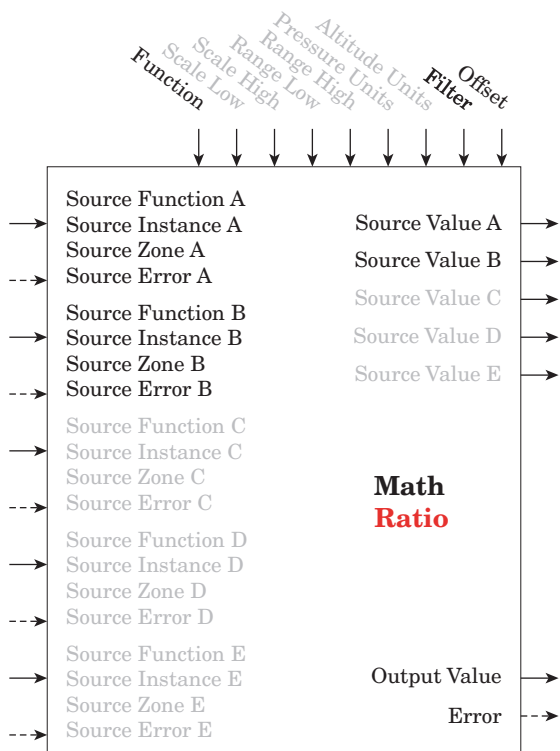 Function
Scale Low
Scale High
Range Low
Range High
Pressure Units
Altitude Units
Filter
Offset
Source Function A
Source Instance A
Source Zone A
Source Error A
Source Function B
Source Instance B
Source Zone B
Source Error B
Source Function C
Source Instance C
Source Zone C
Source Error C
Source Function D
Source Instance D
Source Zone D
Source Error D
Source Function E
Source Instance E
Source Zone E
Source Error E
Source Value A
Source Value B
Source Value C
Source Value D
Source Value E
Math
Ratio
Output Value
Error